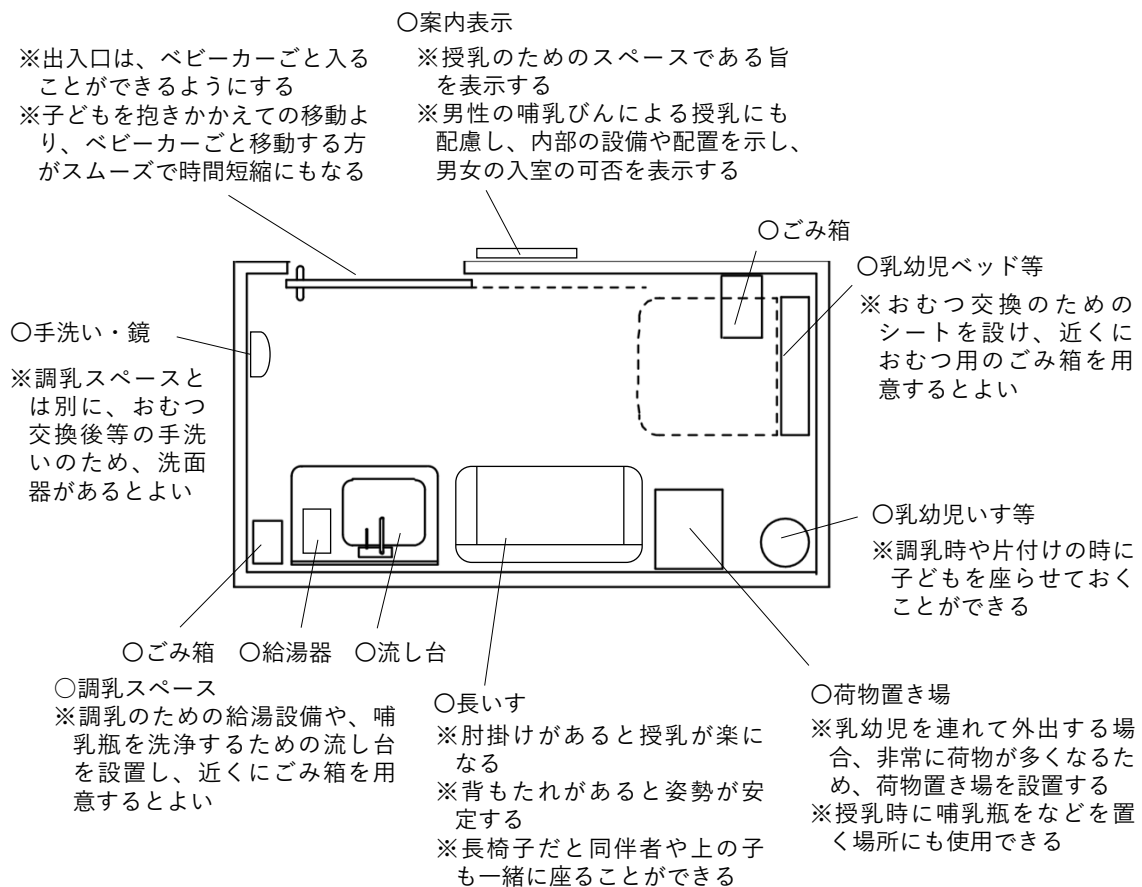 ○案内表示
※授乳のためのスペースである旨
を表示する
※男性の哺乳びんによる授乳にも
配慮し、内部の設備や配置を示し、
男女の入室の可否を表示する
※出入口は、ベビーカーごと入る
ことができるようにする
※子どもを抱きかかえての移動よ
り、ベビーカーごと移動する方
がスムーズで時間短縮にもなる
○ごみ箱
○乳幼児ベッド等
※おむつ交換のための
シートを設け、近くに
おむつ用のごみ箱を用
意するとよい
○手洗い・鏡
※調乳スペースと
は別に、おむつ
交換後等の手洗
いのため、洗面
器があるとよい
○乳幼児いす等
※調乳時や片付けの時に
子どもを座らせておく
ことができる
○ごみ箱
○給湯器
○流し台
○調乳スペース
※調乳のための給湯設備や、哺
乳瓶を洗浄するための流し台
を設置し、近くにごみ箱を用
意するとよい
○長いす
※肘掛けがあると授乳が楽に
なる
※背もたれがあると姿勢が安
定する
※長椅子だと同伴者や上の子
も一緒に座ることができる
○荷物置き場
※乳幼児を連れて外出する場
合、非常に荷物が多くなるた
め、荷物置き場を設置する
※授乳時に哺乳瓶をなどを置
く場所にも使用できる